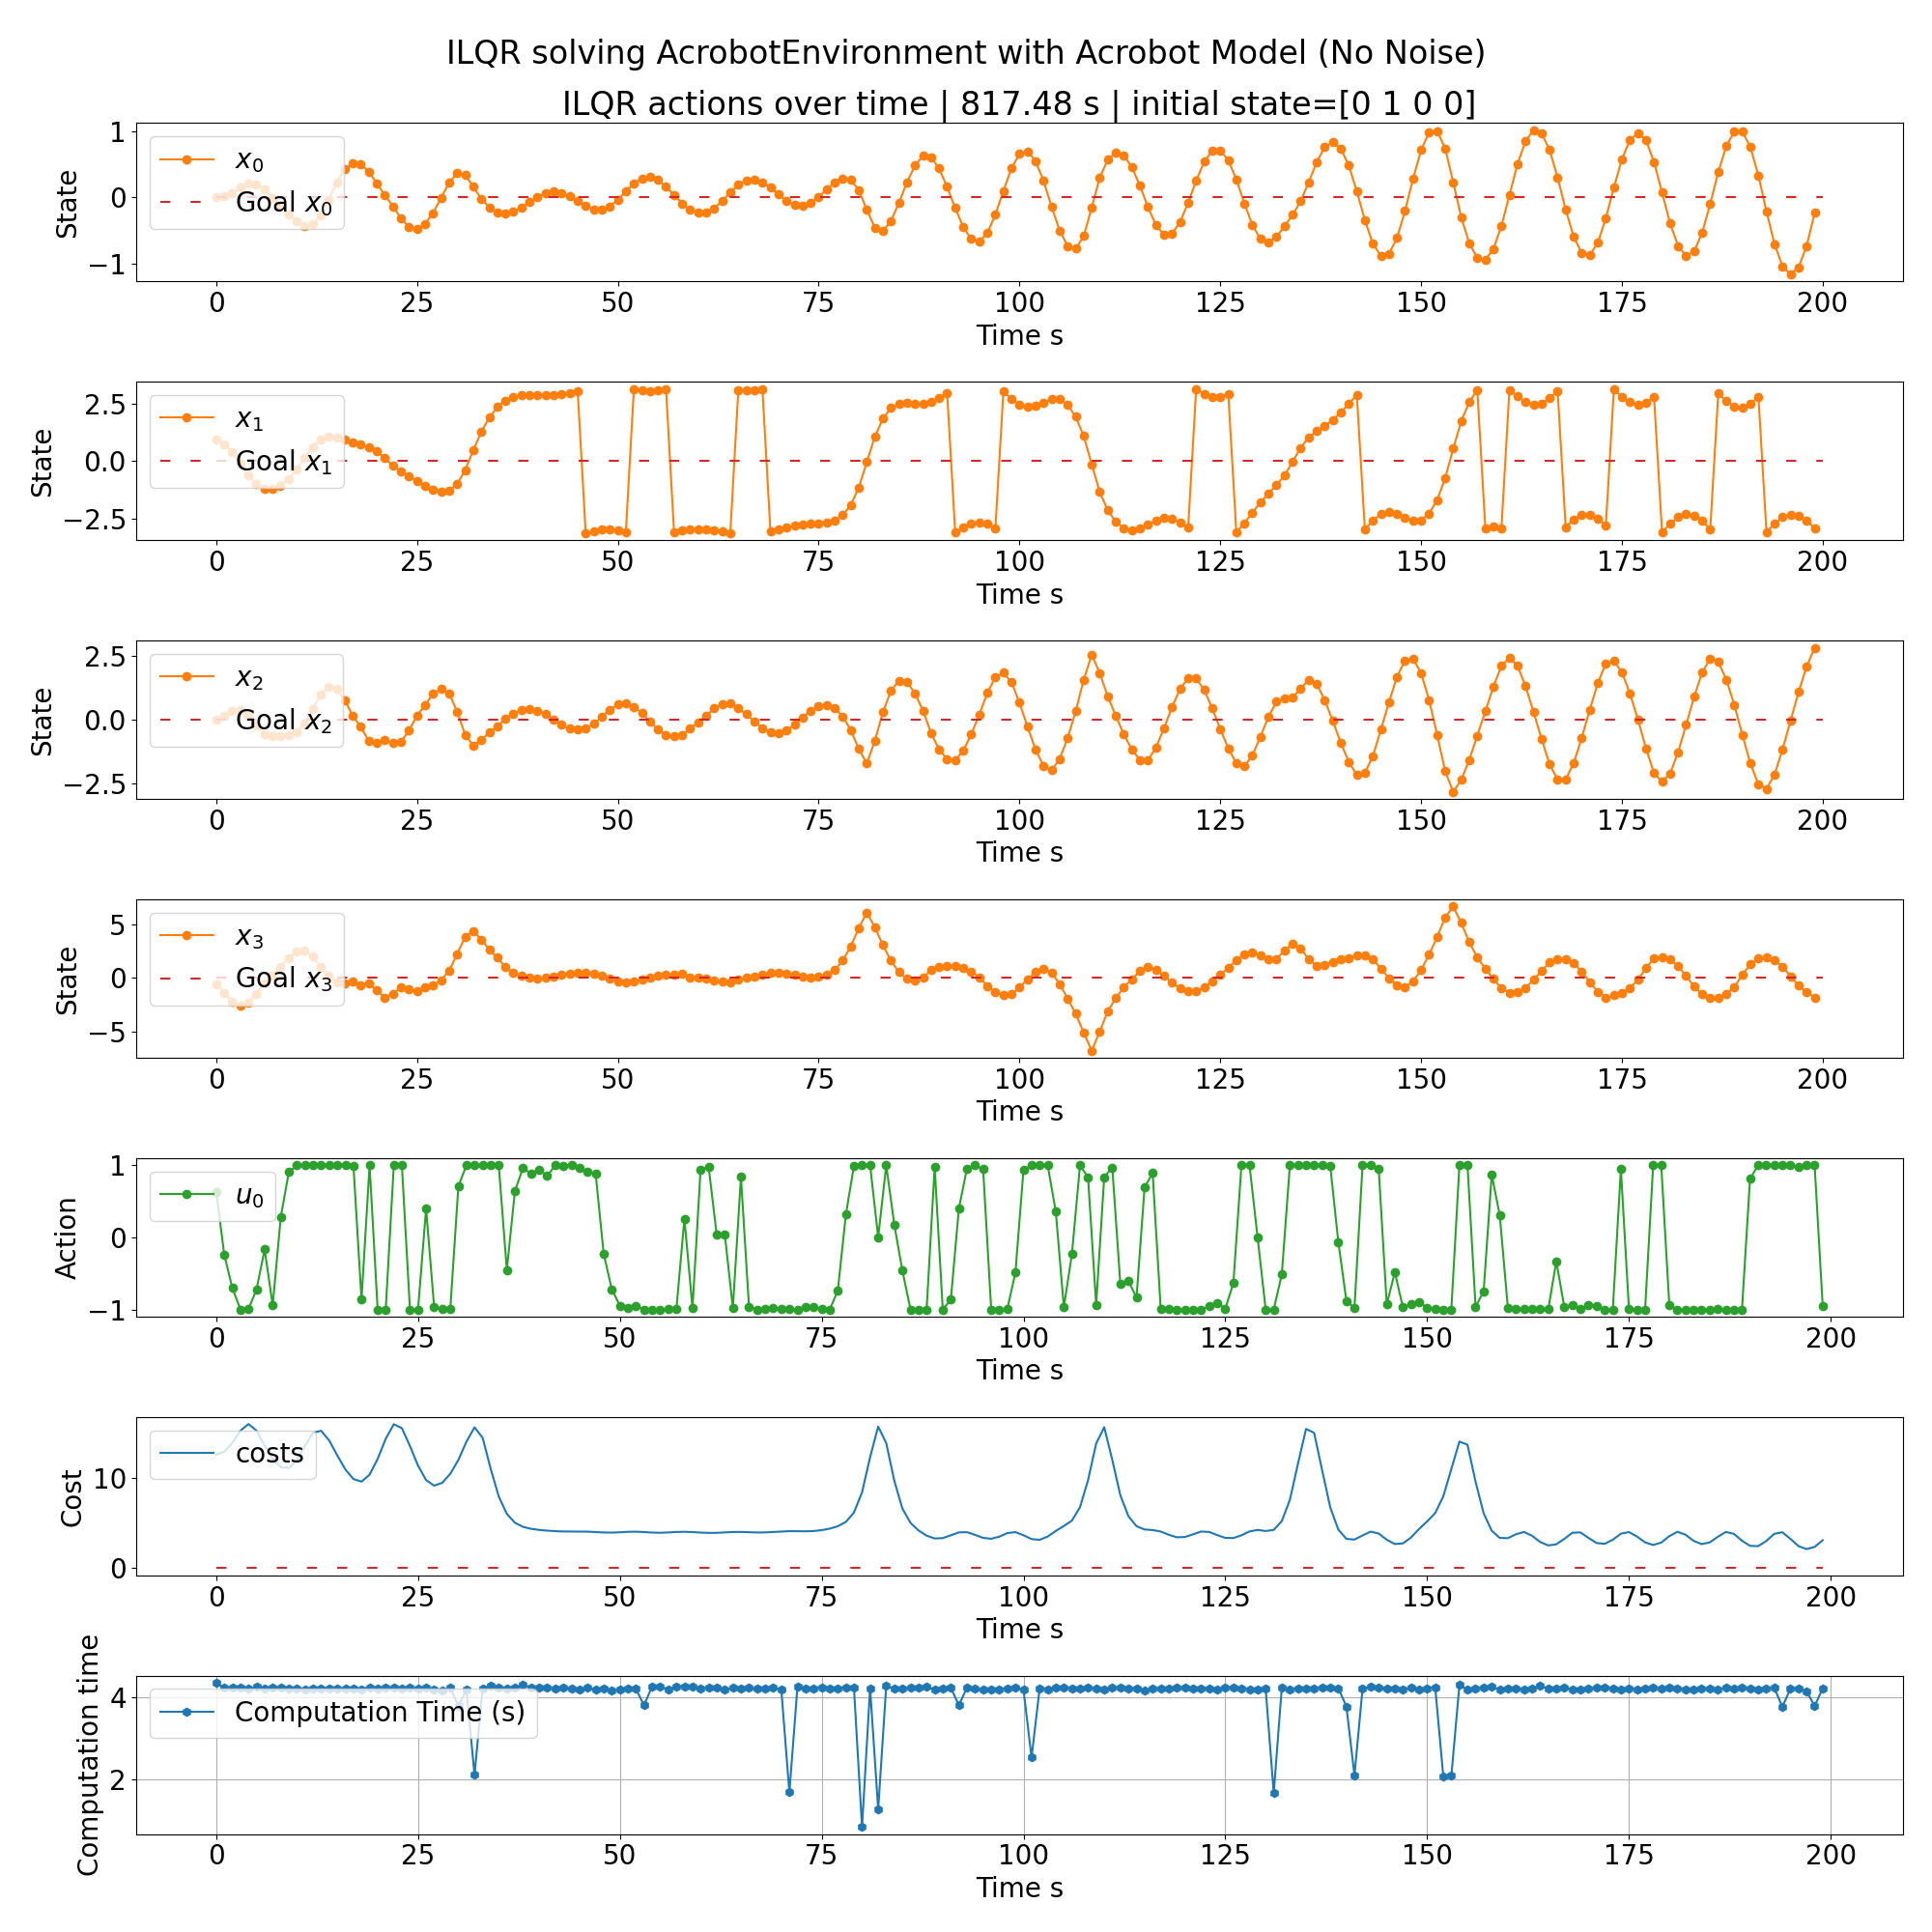 ILQR solving AcrobotEnvironment with Acrobot Model (No Noise)
ILQR actions over time | 817.48 s | initial state=[0 1 0 0]
State
1
0
−1
x₀
Goal x₀
0 25 50 75 100 125 150 175 200
Time s
State
2.5
0.0
−2.5
x₁
Goal x₁
0 25 50 75 100 125 150 175 200
Time s
State
2.5
0.0
−2.5
x₂
Goal x₂
0 25 50 75 100 125 150 175 200
Time s
State
5
0
−5
x₃
Goal x₃
0 25 50 75 100 125 150 175 200
Time s
Action
1
0
−1
u₀
0 25 50 75 100 125 150 175 200
Time s
Cost
10
0
costs
0 25 50 75 100 125 150 175 200
Time s
Computation time
4
2
Computation Time (s)
0 25 50 75 100 125 150 175 200
Time s